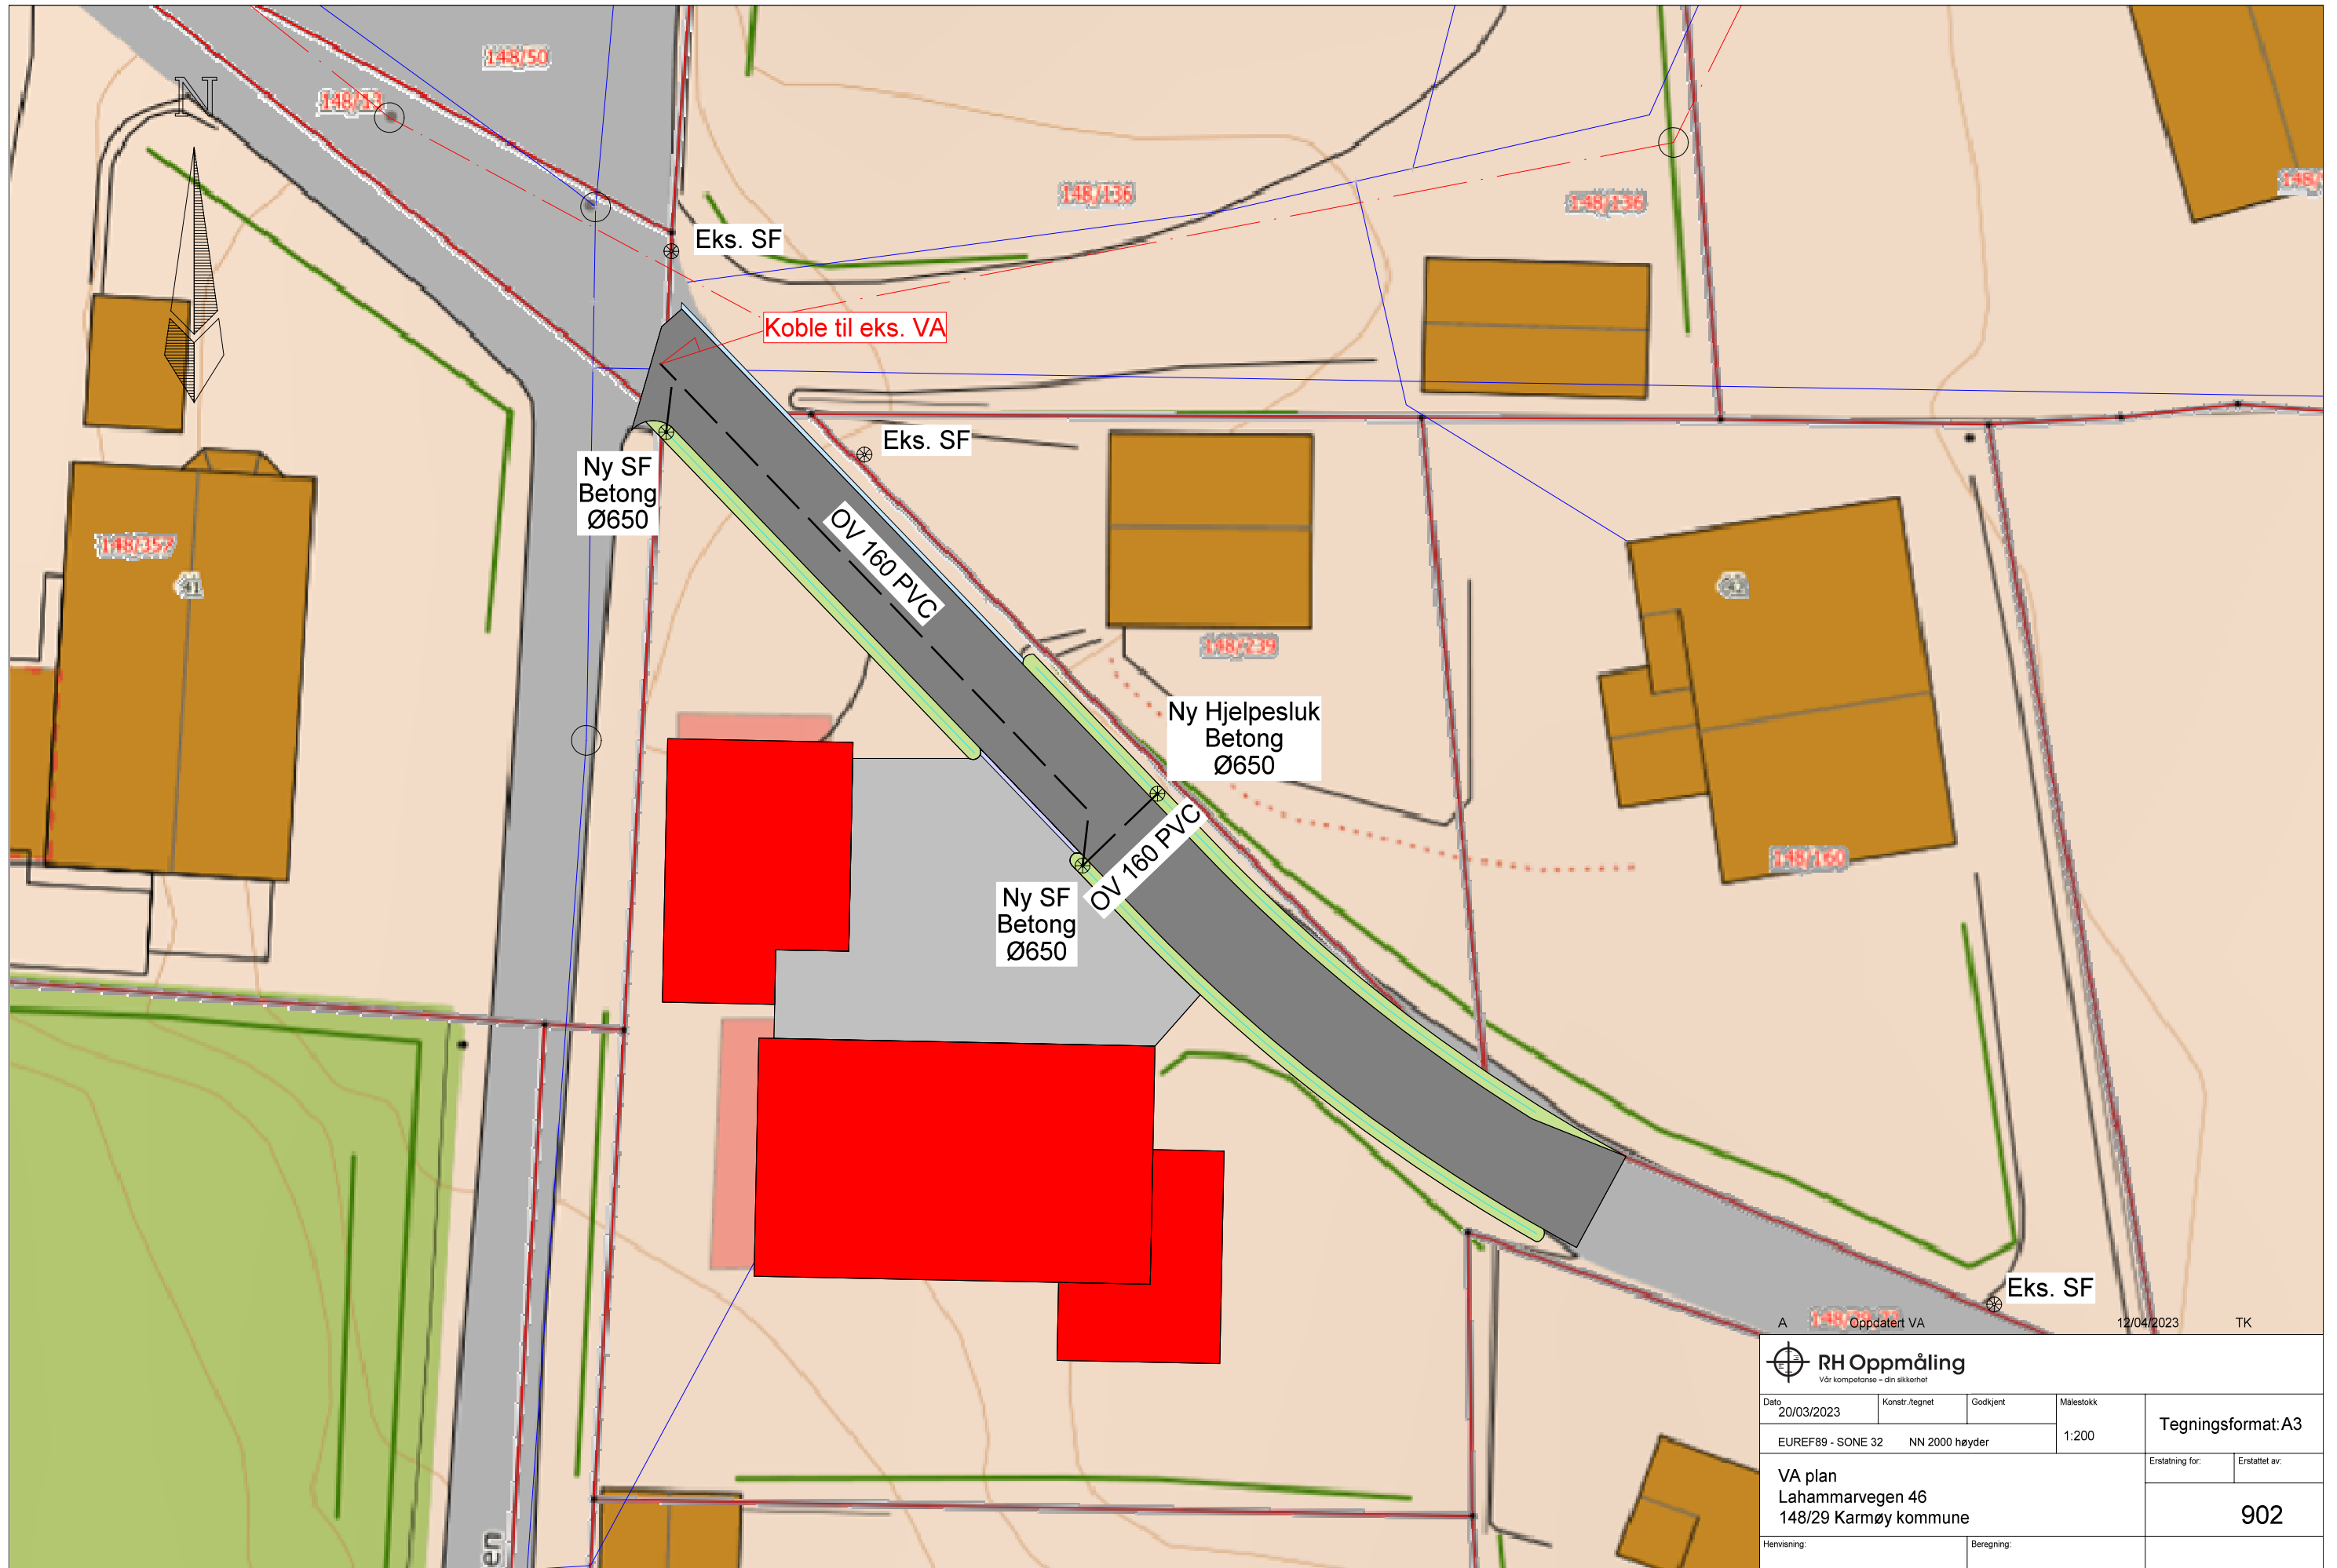 148/50
148/13
N
148/136
148/136
Eks. SF
Koble til eks. VA
Eks. SF
Ny SF
Betong
Ø650
OV 160 PVC
148/357
41
42
148/239
Ny Hjelpesluk
Betong
Ø650
OV 160 PVC
148/160
Ny SF
Betong
Ø650
Eks. SF
A Oppdatert VA 12/04/2023 TK
RH Oppmåling
Vår kompetanse – din sikkerhet
Dato
20/03/2023
Konstr./tegnet
Godkjent
Målestokk
1:200
Tegningsformat: A3
EUREF89 - SONE 32 NN 2000 høyder
Erstatning for:
Erstattet av:
VA plan
Lahammarvegen 46
148/29 Karmøy kommune
902
Henvisning:
Beregning:
en